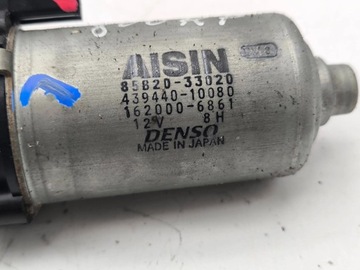 AISIN
85820-33020
439440-10080
162000-6861
12V 8H
DENSO
MADE IN JAPAN